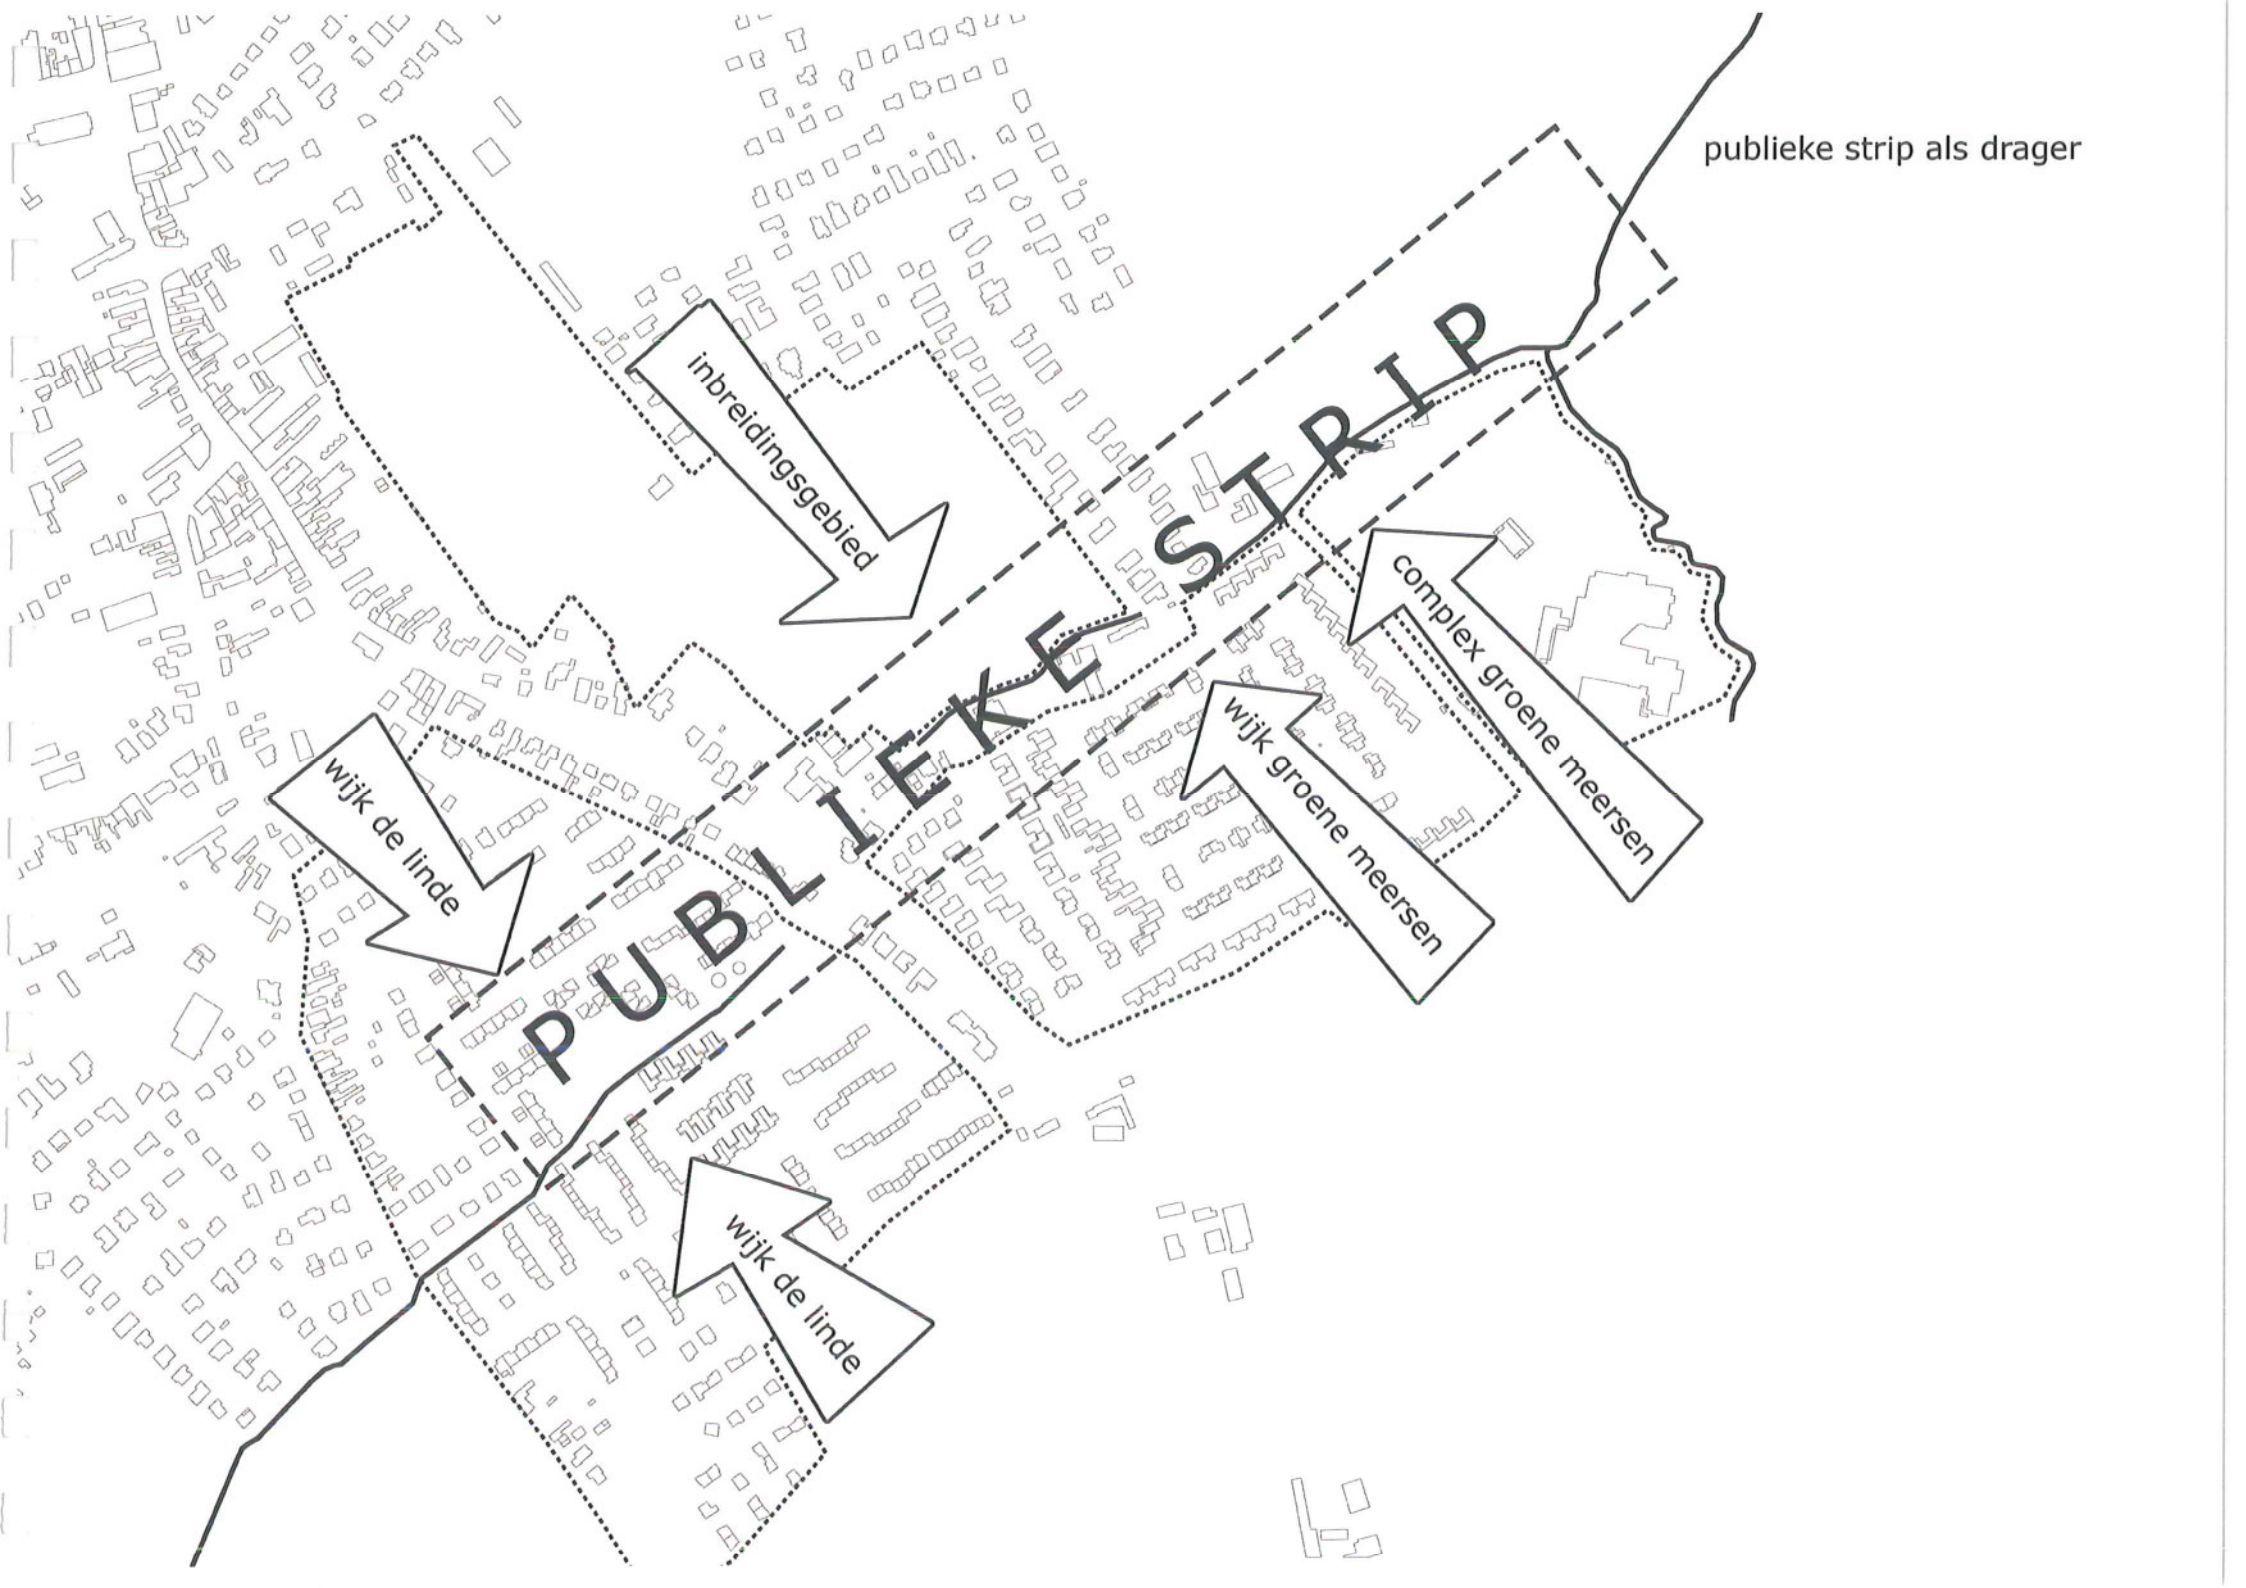 publieke strip als drager
inbreidingsgebied
PUBLIEKE STRIP
complex groene meersen
wijk groene meersen
wijk de linde
wijk de linde